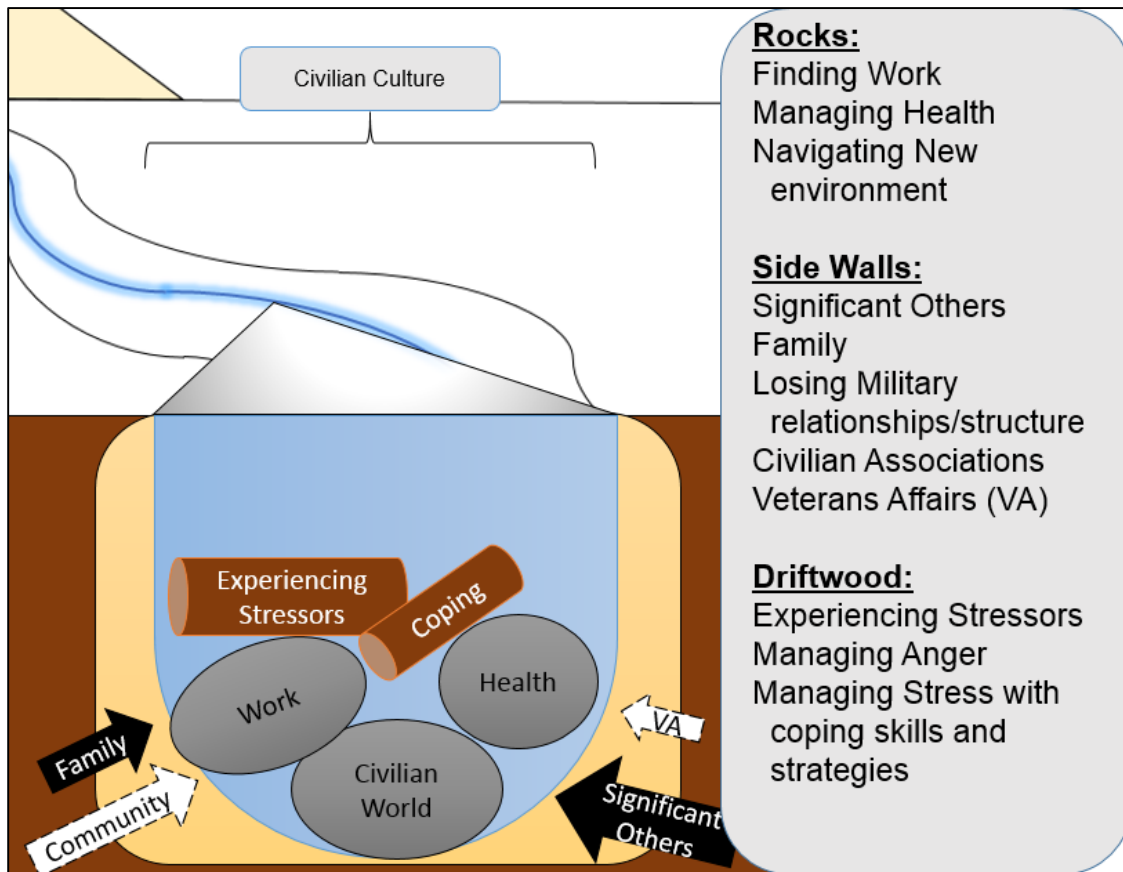 Civilian Culture
Experiencing
Stressors
Coping
Work
Health
Civilian
World
Family
Community
VA
Significant
Others
Rocks:
Finding Work
Managing Health
Navigating New
environment
Side Walls:
Significant Others
Family
Losing Military
relationships/structure
Civilian Associations
Veterans Affairs (VA)
Driftwood:
Experiencing Stressors
Managing Anger
Managing Stress with
coping skills and
strategies